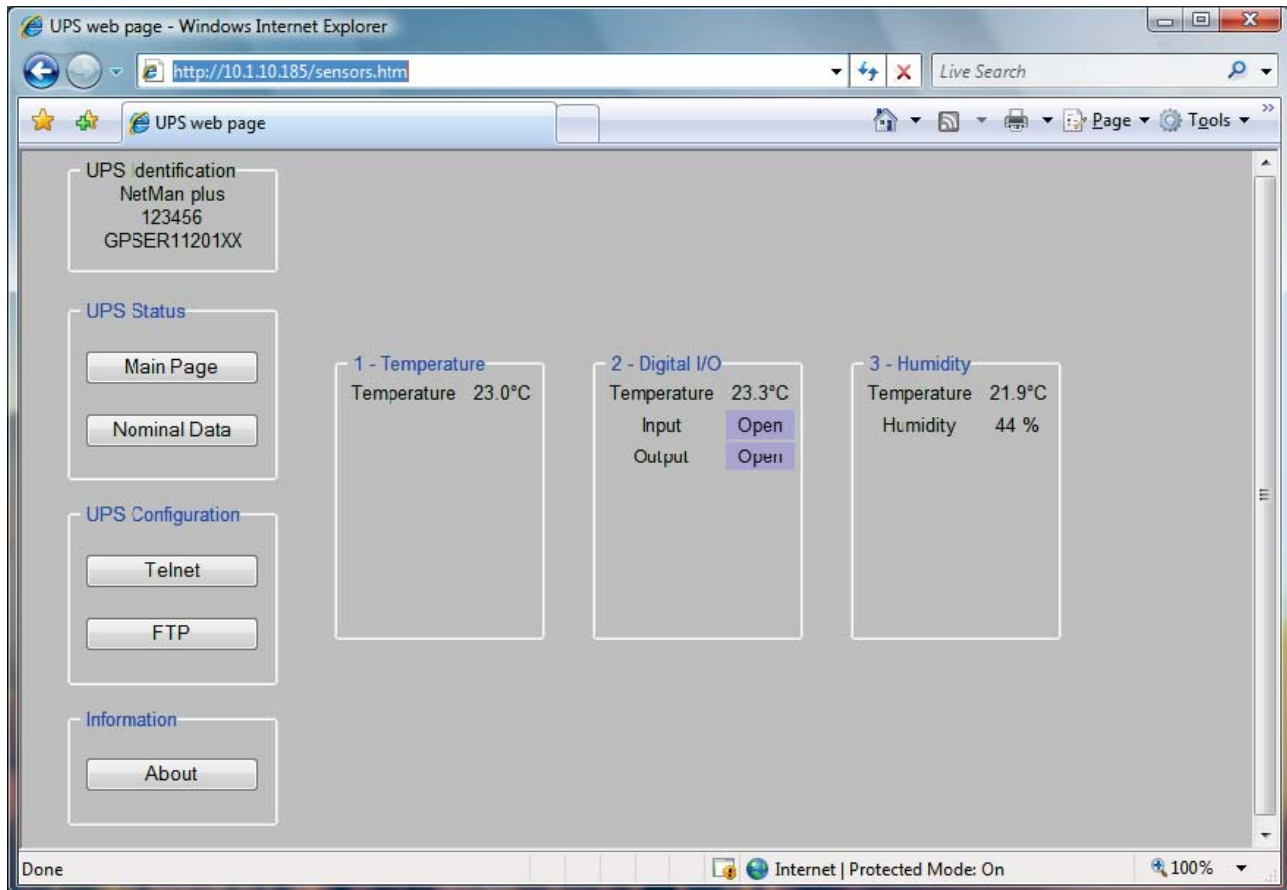 UPS web page - Windows Internet Explorer
http://10.1.10.185/sensors.htm
Live Search
UPS web page
Page
Tools
UPS Identification
NetMan plus
123456
GPSER11201XX
UPS Status
Main Page
Nominal Data
UPS Configuration
Telnet
FTP
Information
About
1 - Temperature
Temperature 23.0°C
2 - Digital I/O
Temperature 23.3°C
Input Open
Output Open
3 - Humidity
Temperature 21.9°C
Humidity 44 %
Done
Internet | Protected Mode: On
100%